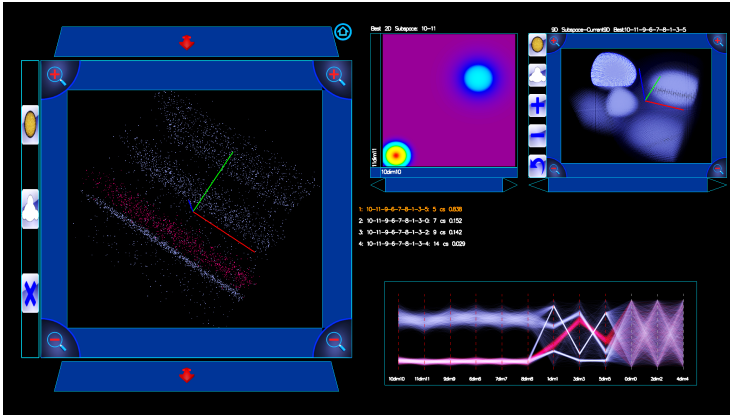 Best 2D Subspace: 10-11
9D Subspace-Current9D Best10-11-9-6-7-8-1-3-5
11dim11
10dim10
1: 10-11-9-6-7-8-1-3-5: 5 cs 0.838
2: 10-11-9-6-7-8-1-3-0: 7 cs 0.152
3: 10-11-9-6-7-8-1-3-2: 9 cs 0.142
4: 10-11-9-6-7-8-1-3-4: 14 cs 0.029
10dim10 11dim11 9dim9 6dim6 7dim7 8dim8 1dim1 3dim3 5dim5 0dim0 2dim2 4dim4